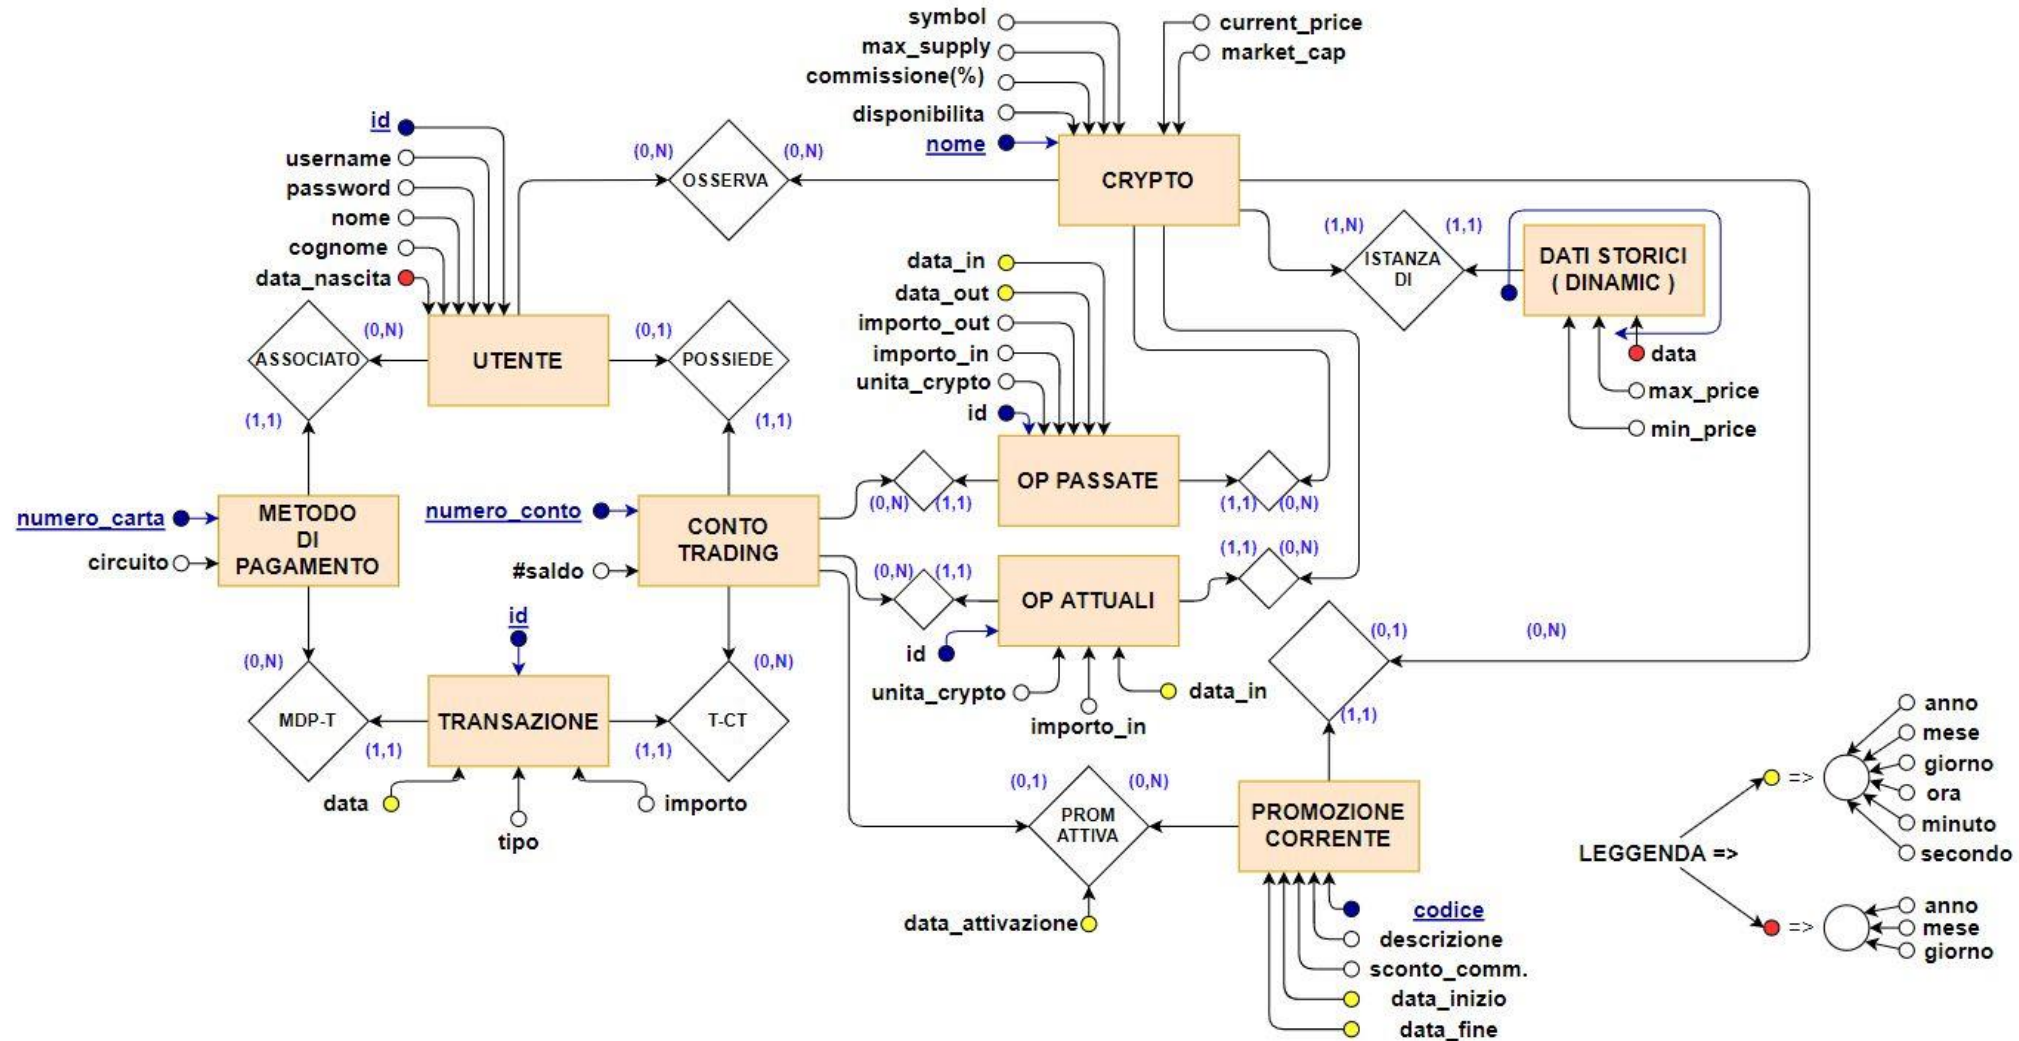 symbol
max_supply
commissione(%)
disponibilita
nome
current_price
market_cap
CRYPTO
id
username
password
nome
cognome
data_nascita
UTENTE
(0,N)
OSSERVA
(0,N)
(0,N)
ASSOCIATO
(1,1)
(0,1)
POSSIEDE
(1,1)
(1,N)
ISTANZA
DI
(1,1)
DATI STORICI
( DINAMIC )
data
max_price
min_price
data_in
data_out
importo_out
importo_in
unita_crypto
id
OP PASSATE
(0,N)
(1,1)
(1,1)
(0,N)
numero_carta
circuito
METODO
DI
PAGAMENTO
numero_conto
#saldo
CONTO
TRADING
(0,N)
(1,1)
OP ATTUALI
(1,1)
(0,N)
id
unita_crypto
importo_in
data_in
(0,N)
MDP-T
(1,1)
id
TRANSAZIONE
data
tipo
importo
(1,1)
T-CT
(0,N)
(0,1)
(0,N)
(1,1)
(0,1)
PROM
ATTIVA
(0,N)
data_attivazione
PROMOZIONE
CORRENTE
codice
descrizione
sconto_comm.
data_inizio
data_fine
LEGGENDA =>
=>
anno
mese
giorno
ora
minuto
secondo
=>
anno
mese
giorno